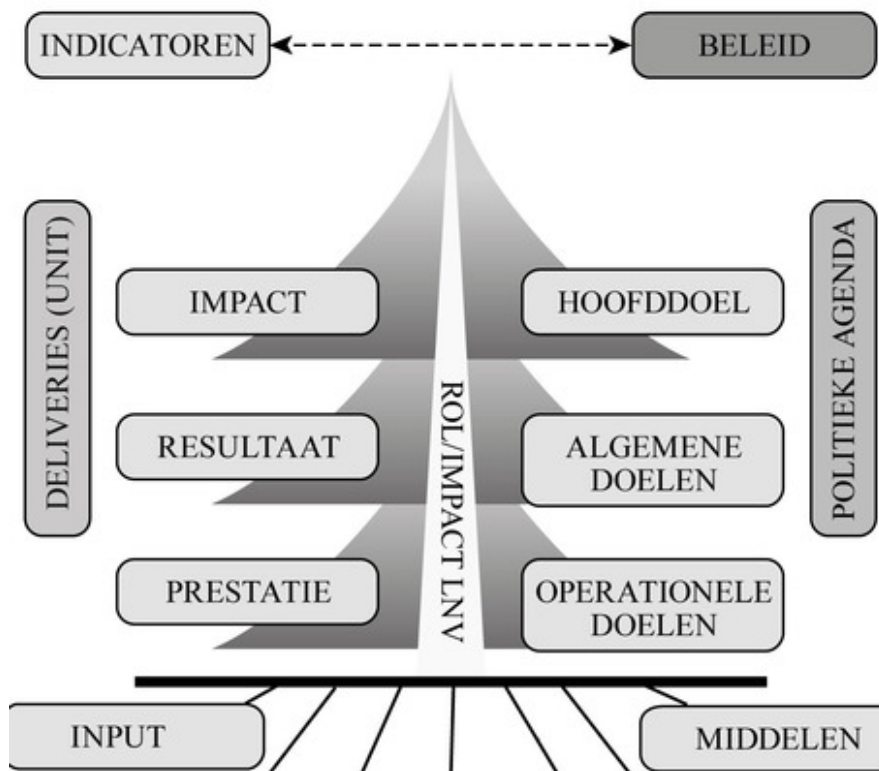 INDICATOREN
BELEID
DELIVERIES (UNIT)
POLITIEKE AGENDA
IMPACT
HOOFDDOEL
ROL/IMPACT LNV
RESULTAAT
ALGEMENE
DOELEN
PRESTATIE
OPERATIONELE
DOELEN
INPUT
MIDDELEN